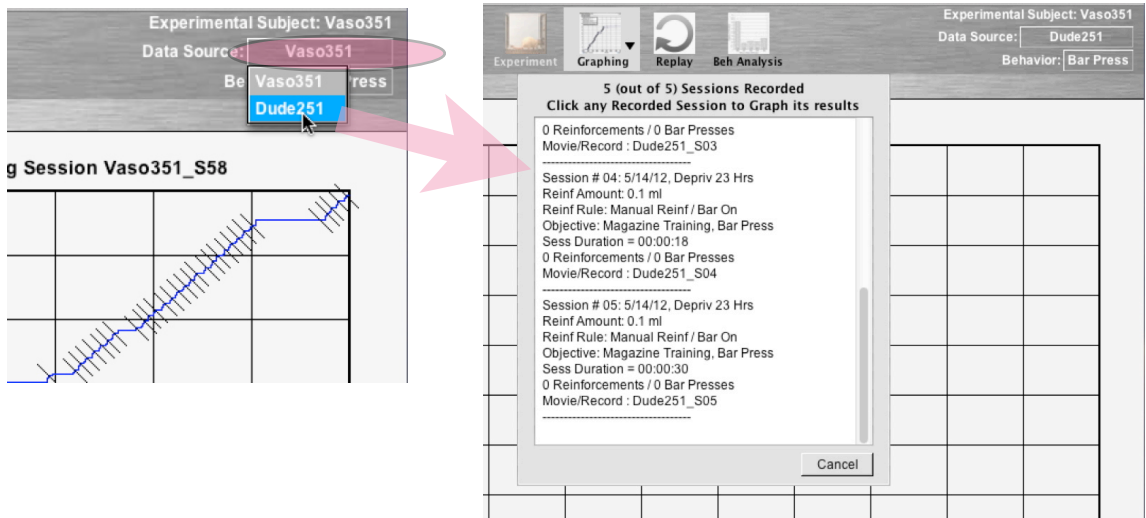 Experimental Subject: Vaso351
Data Source: Vaso351
Be Vaso351 ress
Dude251
g Session Vaso351_S58
Experimental Subject: Vaso351
Data Source: Dude251
Behavior: Bar Press
Experiment Graphing Replay Beh Analysis
5 (out of 5) Sessions Recorded
Click any Recorded Session to Graph its results
0 Reinforcements / 0 Bar Presses
Movie/Record : Dude251_S03
-----------------------------------
Session # 04: 5/14/12, Depriv 23 Hrs
Reinf Amount: 0.1 ml
Reinf Rule: Manual Reinf / Bar On
Objective: Magazine Training, Bar Press
Sess Duration = 00:00:18
0 Reinforcements / 0 Bar Presses
Movie/Record : Dude251_S04
-----------------------------------
Session # 05: 5/14/12, Depriv 23 Hrs
Reinf Amount: 0.1 ml
Reinf Rule: Manual Reinf / Bar On
Objective: Magazine Training, Bar Press
Sess Duration = 00:00:30
0 Reinforcements / 0 Bar Presses
Movie/Record : Dude251_S05
-----------------------------------
Cancel